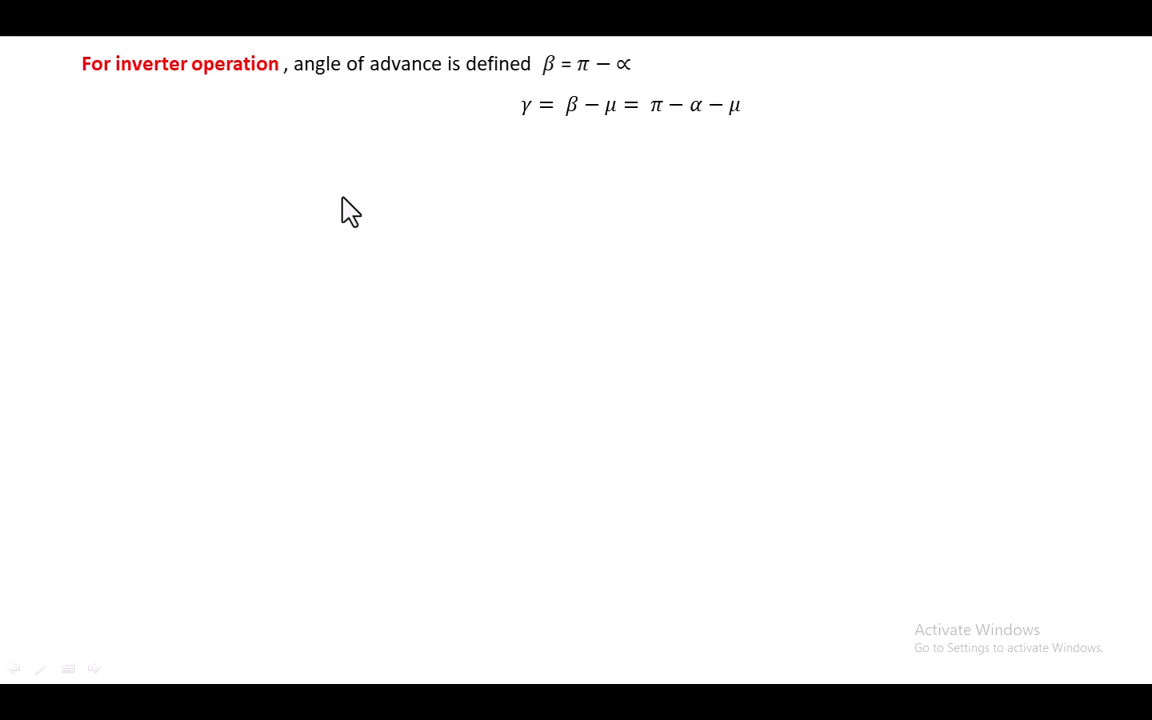 For inverter operation , angle of advance is defined β = π − ∝
γ = β − μ = π − α − μ
Activate Windows
Go to Settings to activate Windows.